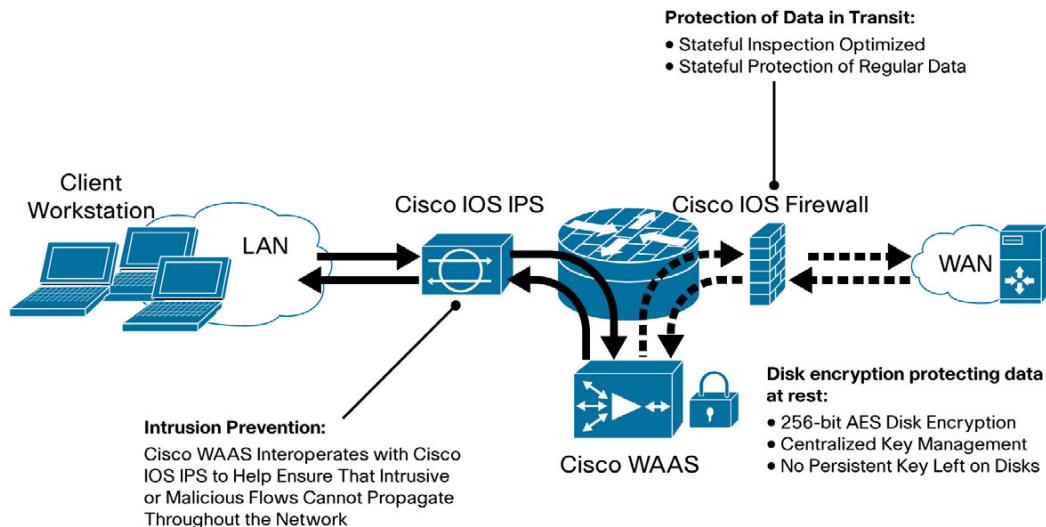 Protection of Data in Transit:
• Stateful Inspection Optimized
• Stateful Protection of Regular Data
Client
Workstation
LAN
Cisco IOS IPS
Cisco IOS Firewall
WAN
Intrusion Prevention:
Cisco WAAS Interoperates with Cisco
IOS IPS to Help Ensure That Intrusive
or Malicious Flows Cannot Propagate
Throughout the Network
Cisco WAAS
Disk encryption protecting data
at rest:
• 256-bit AES Disk Encryption
• Centralized Key Management
• No Persistent Key Left on Disks